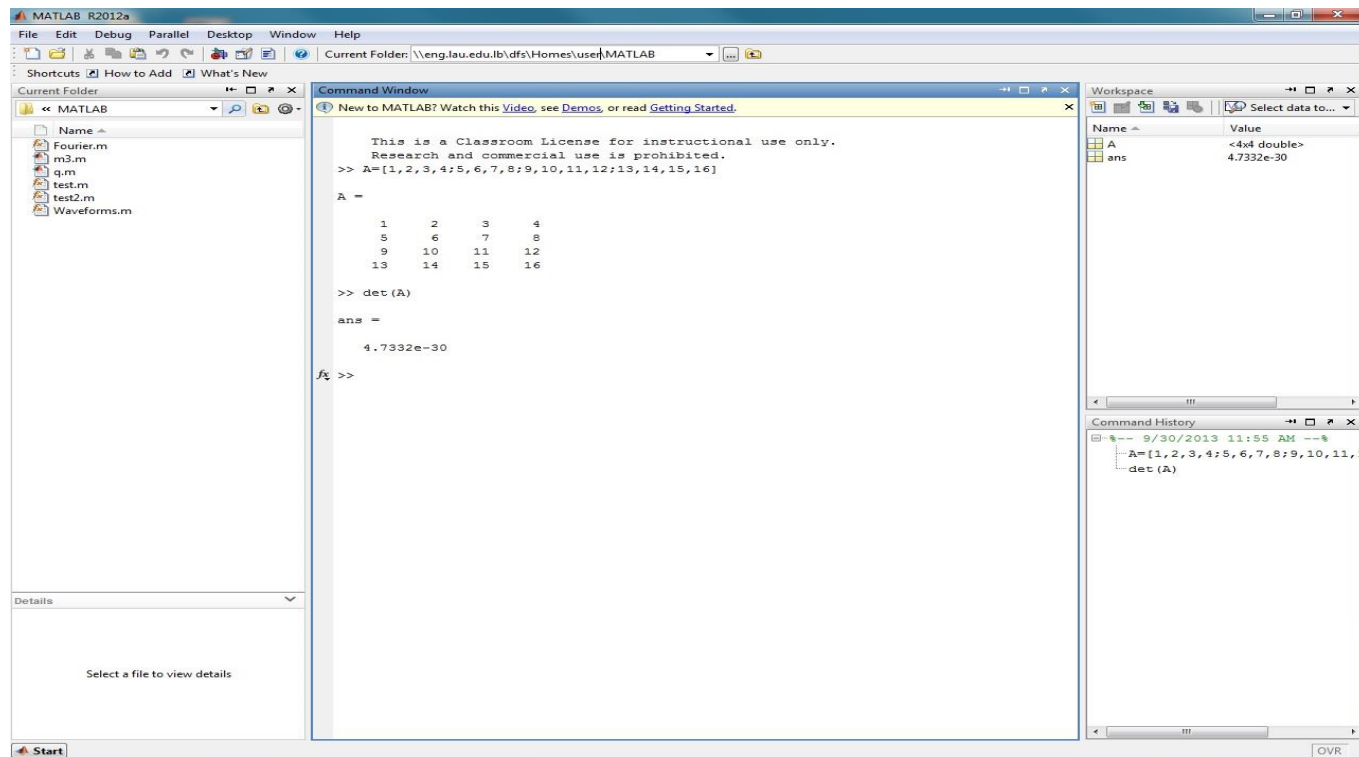 MATLAB R2012a
File Edit Debug Parallel Desktop Window Help
Current Folder: \\eng.lau.edu.lb\dfs\Homes\user\MATLAB
Shortcuts How to Add What's New
Current Folder
« MATLAB
Name
Fourier.m
m3.m
q.m
test.m
test2.m
Waveforms.m
Details
Select a file to view details
Command Window
New to MATLAB? Watch this Video, see Demos, or read Getting Started.
This is a Classroom License for instructional use only.
Research and commercial use is prohibited.
>> A=[1,2,3,4;5,6,7,8;9,10,11,12;13,14,15,16]
A =
1 2 3 4
5 6 7 8
9 10 11 12
13 14 15 16
>> det(A)
ans =
4.7332e-30
fx >>
Workspace
Select data to...
Name Value
A <4x4 double>
ans 4.7332e-30
Command History
%-- 9/30/2013 11:55 AM --%
A=[1,2,3,4;5,6,7,8;9,10,11,
det(A)
Start
OVR